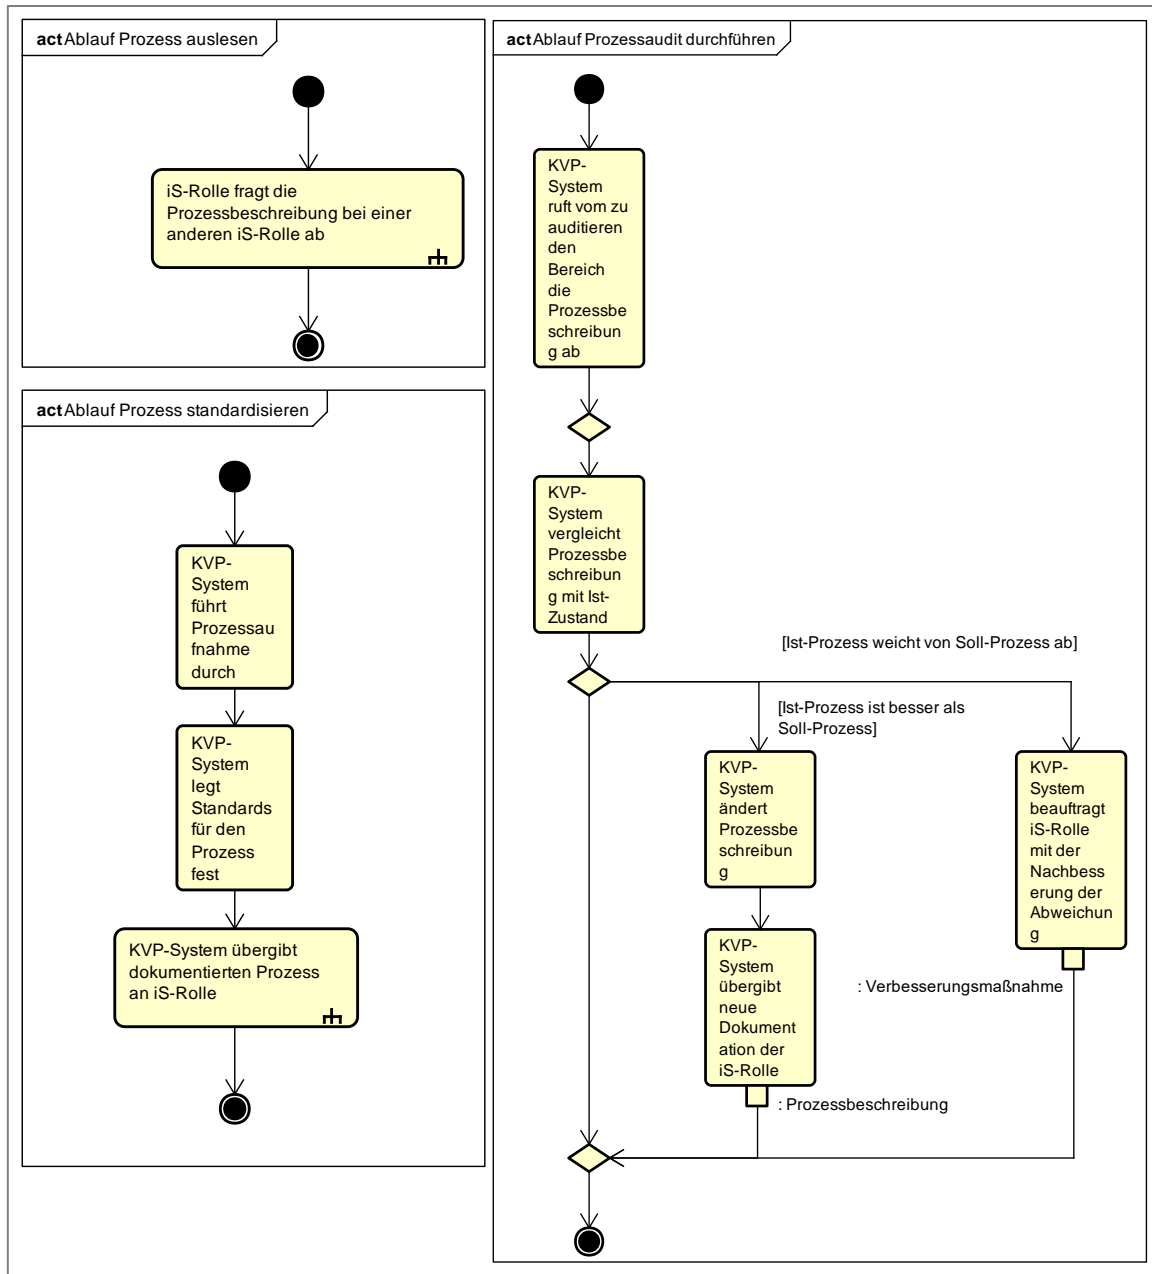 act Ablauf Prozess auslesen
iS-Rolle fragt die
Prozessbeschreibung bei einer
anderen iS-Rolle ab
act Ablauf Prozess standardisieren
KVP-
System
führt
Prozessau
fnahme
durch
KVP-
System
legt
Standards
für den
Prozess
fest
KVP-System übergibt
dokumentierten Prozess
an iS-Rolle
act Ablauf Prozessaudit durchführen
KVP-
System
ruft vom zu
auditieren
den
Bereich
die
Prozessbe
schreibun
g ab
KVP-
System
vergleicht
Prozessbe
schreibun
g mit Ist-
Zustand
[Ist-Prozess weicht von Soll-Prozess ab]
[Ist-Prozess ist besser als
Soll-Prozess]
KVP-
System
ändert
Prozessbe
schreibun
g
KVP-
System
übergibt
neue
Dokument
ation der
iS-Rolle
: Prozessbeschreibung
KVP-
System
beauftragt
iS-Rolle
mit der
Nachbess
erung der
Abweichun
g
: Verbesserungsmaßnahme